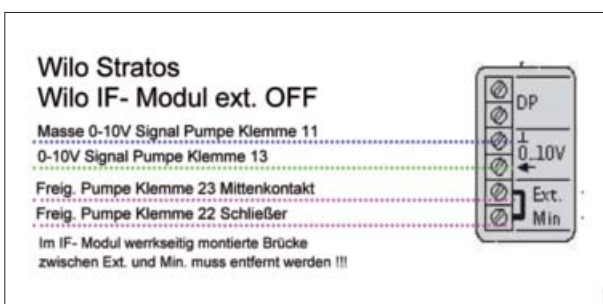 Wilo Stratos
Wilo IF- Modul ext. OFF
Masse 0-10V Signal Pumpe Klemme 11
0-10V Signal Pumpe Klemme 13
Freig. Pumpe Klemme 23 Mittenkontakt
Freig. Pumpe Klemme 22 Schließer
Im IF- Modul werrkseitig montierte Brücke
zwischen Ext. und Min. muss entfernt werden !!!
DP
0..10V
Ext.
Min